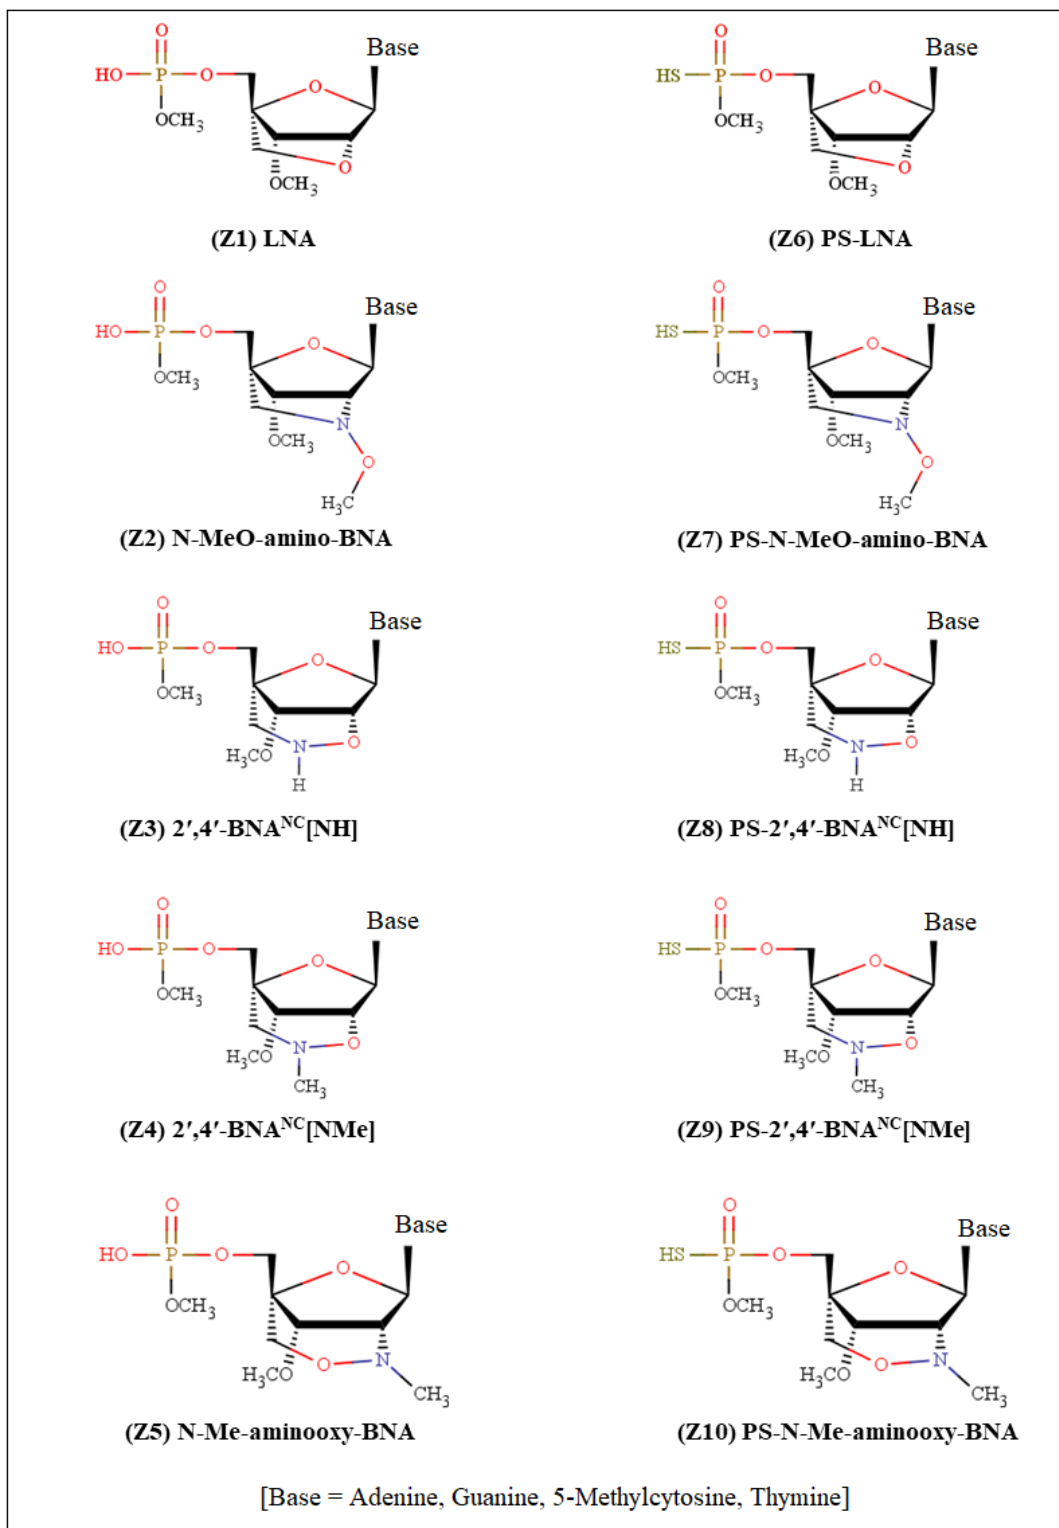 O
HO P O O Base
OCH3
OCH3 O
(Z1) LNA
O
HS P O O Base
OCH3
OCH3 O
(Z6) PS-LNA
O
HO P O O Base
OCH3
OCH3 N
O
H3C
(Z2) N-MeO-amino-BNA
O
HS P O O Base
OCH3
OCH3 N
O
H3C
(Z7) PS-N-MeO-amino-BNA
O
HO P O O Base
OCH3
H3CO N O
H
(Z3) 2′,4′-BNANC[NH]
O
HS P O O Base
OCH3
H3CO N O
H
(Z8) PS-2′,4′-BNANC[NH]
O
HO P O O Base
OCH3
H3CO N O
CH3
(Z4) 2′,4′-BNANC[NMe]
O
HS P O O Base
OCH3
H3CO N O
CH3
(Z9) PS-2′,4′-BNANC[NMe]
O
HO P O O Base
OCH3
H3CO O N
CH3
(Z5) N-Me-aminooxy-BNA
O
HS P O O Base
OCH3
H3CO O N
CH3
(Z10) PS-N-Me-aminooxy-BNA
[Base = Adenine, Guanine, 5-Methylcytosine, Thymine]